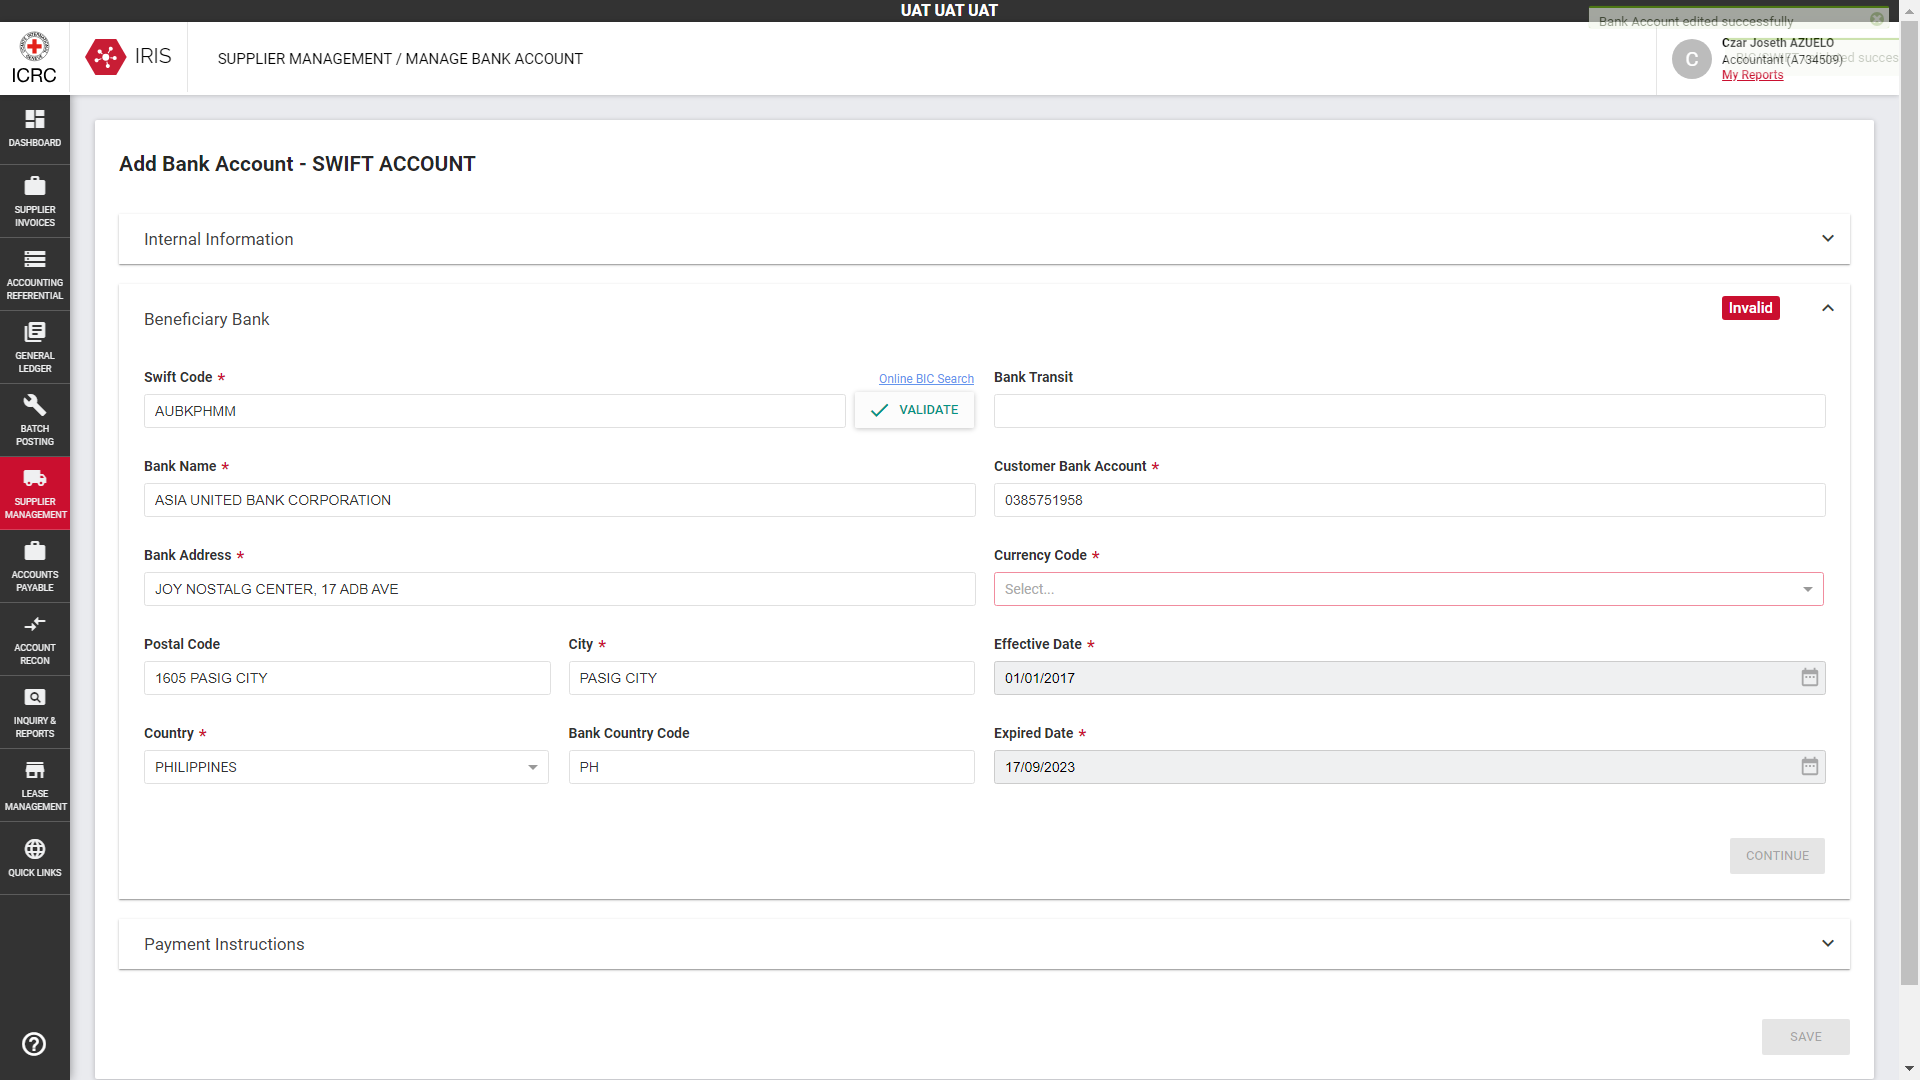 UAT UAT UAT
Bank Account edited successfully
ICRC
IRIS
SUPPLIER MANAGEMENT / MANAGE BANK ACCOUNT
C
Czar Joseth AZUELO
Accountant (A734509)
My Reports
DASHBOARD
SUPPLIER
INVOICES
ACCOUNTING
REFERENTIAL
GENERAL
LEDGER
BATCH
POSTING
SUPPLIER
MANAGEMENT
ACCOUNTS
PAYABLE
ACCOUNT
RECON
INQUIRY &
REPORTS
LEASE
MANAGEMENT
QUICK LINKS
Add Bank Account - SWIFT ACCOUNT
Internal Information
Beneficiary Bank
Invalid
Swift Code *
Online BIC Search
AUBKPHMM
VALIDATE
Bank Transit
Bank Name *
ASIA UNITED BANK CORPORATION
Customer Bank Account *
0385751958
Bank Address *
JOY NOSTALG CENTER, 17 ADB AVE
Currency Code *
Select...
Postal Code
1605 PASIG CITY
City *
PASIG CITY
Effective Date *
01/01/2017
Country *
PHILIPPINES
Bank Country Code
PH
Expired Date *
17/09/2023
CONTINUE
Payment Instructions
SAVE